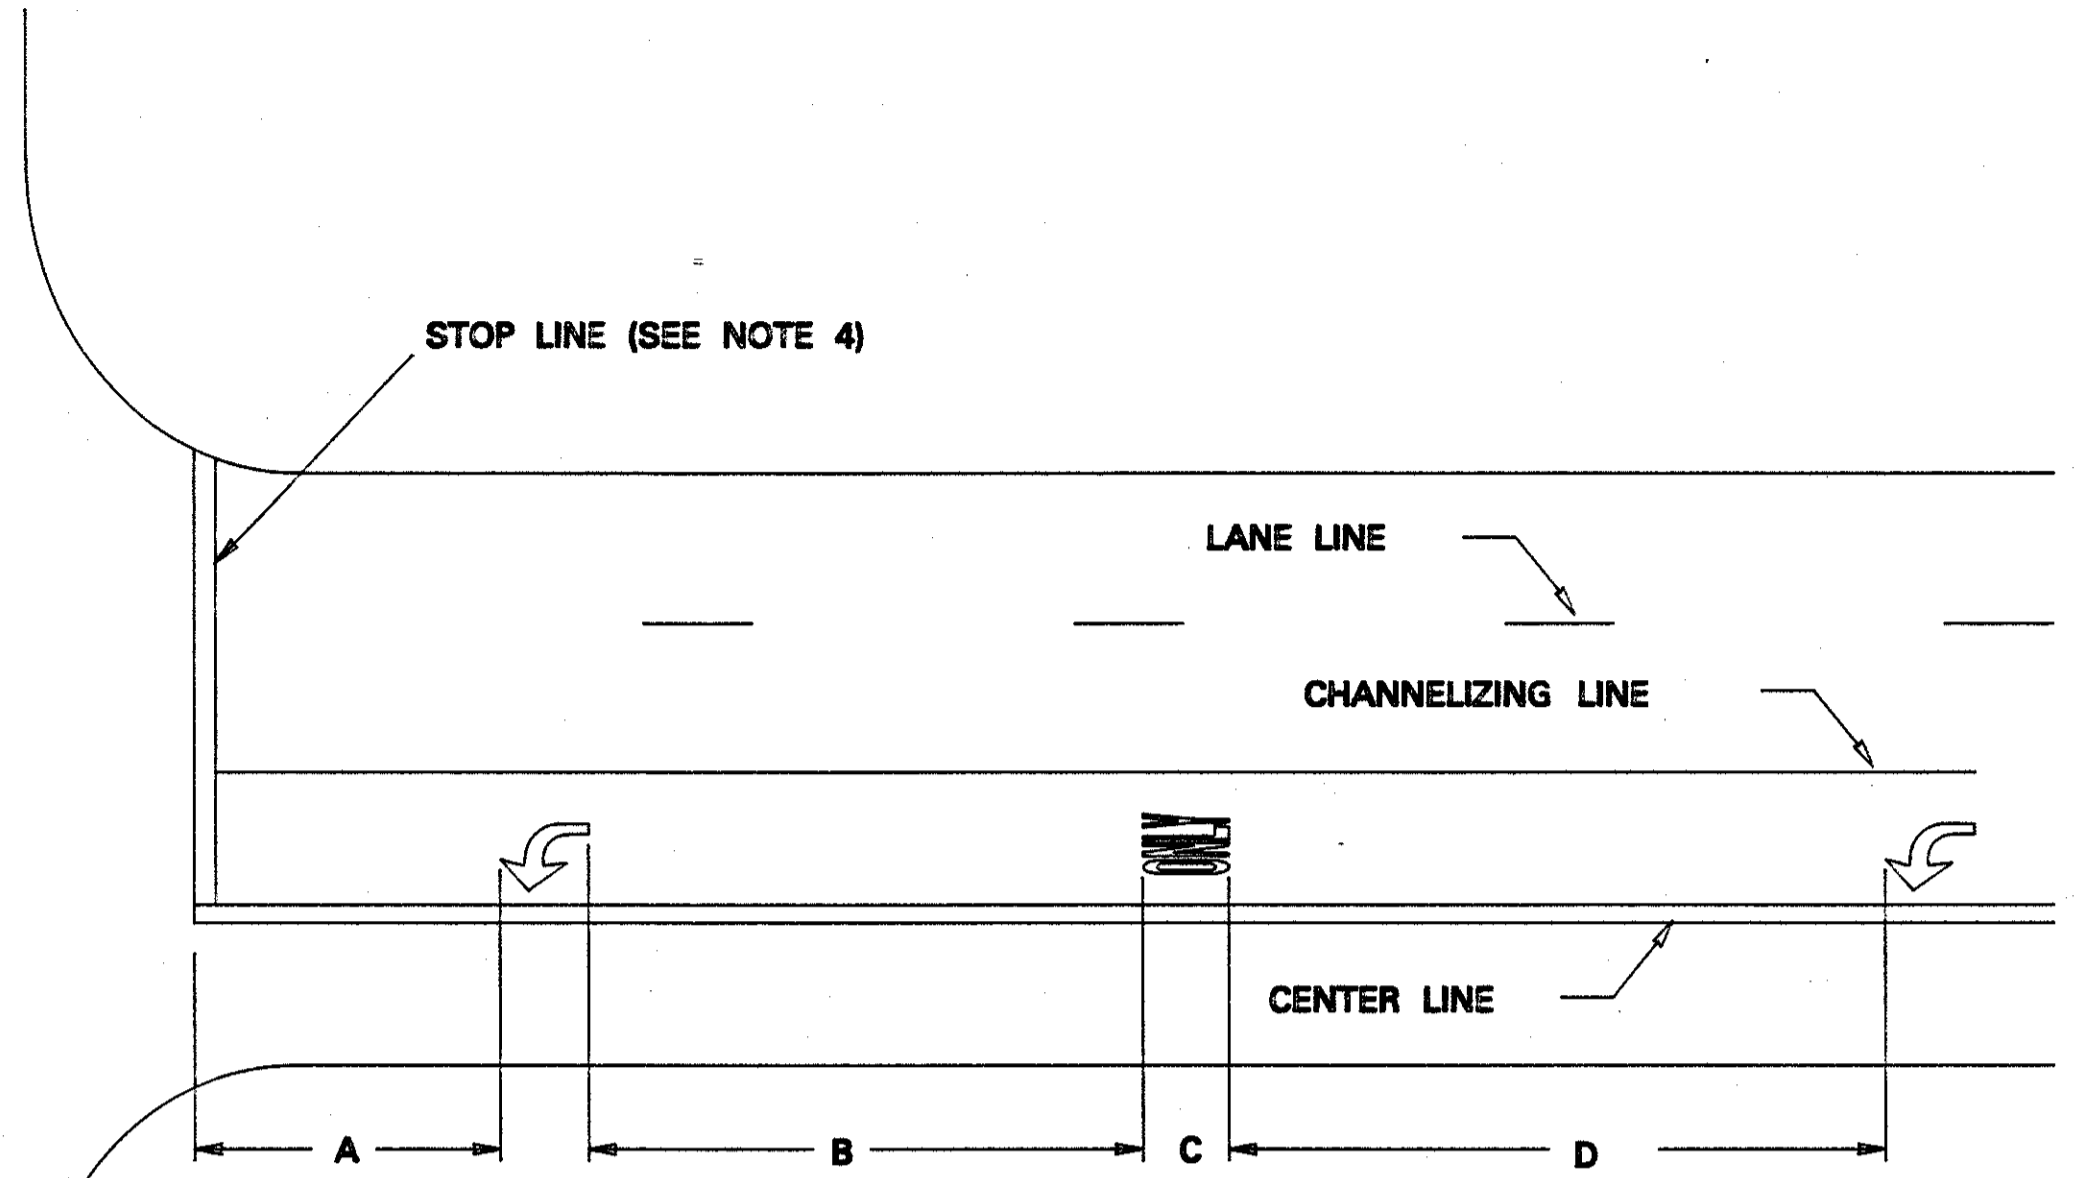 STOP LINE (SEE NOTE 4)
LANE LINE
CHANNELIZING LINE
ONLY
CENTER LINE
A
B
C
D